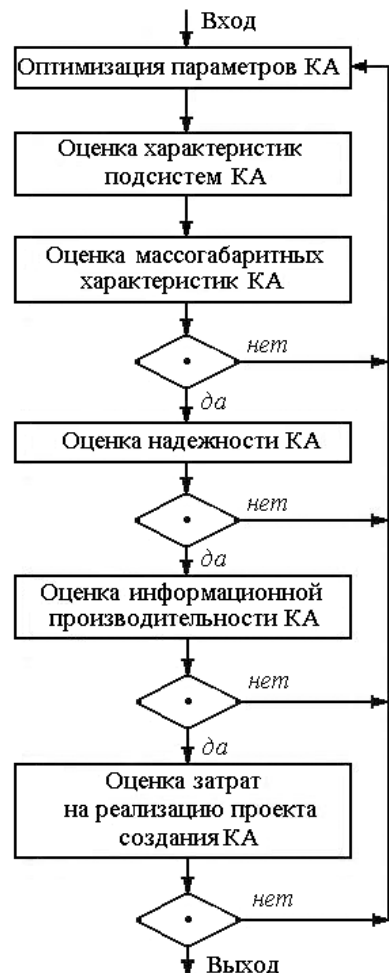 Вход
Оптимизация параметров КА
Оценка характеристик
подсистем КА
Оценка массогабаритных
характеристик КА
нет
да
Оценка надежности КА
нет
да
Оценка информационной
производительности КА
нет
да
Оценка затрат
на реализацию проекта
создания КА
нет
Выход